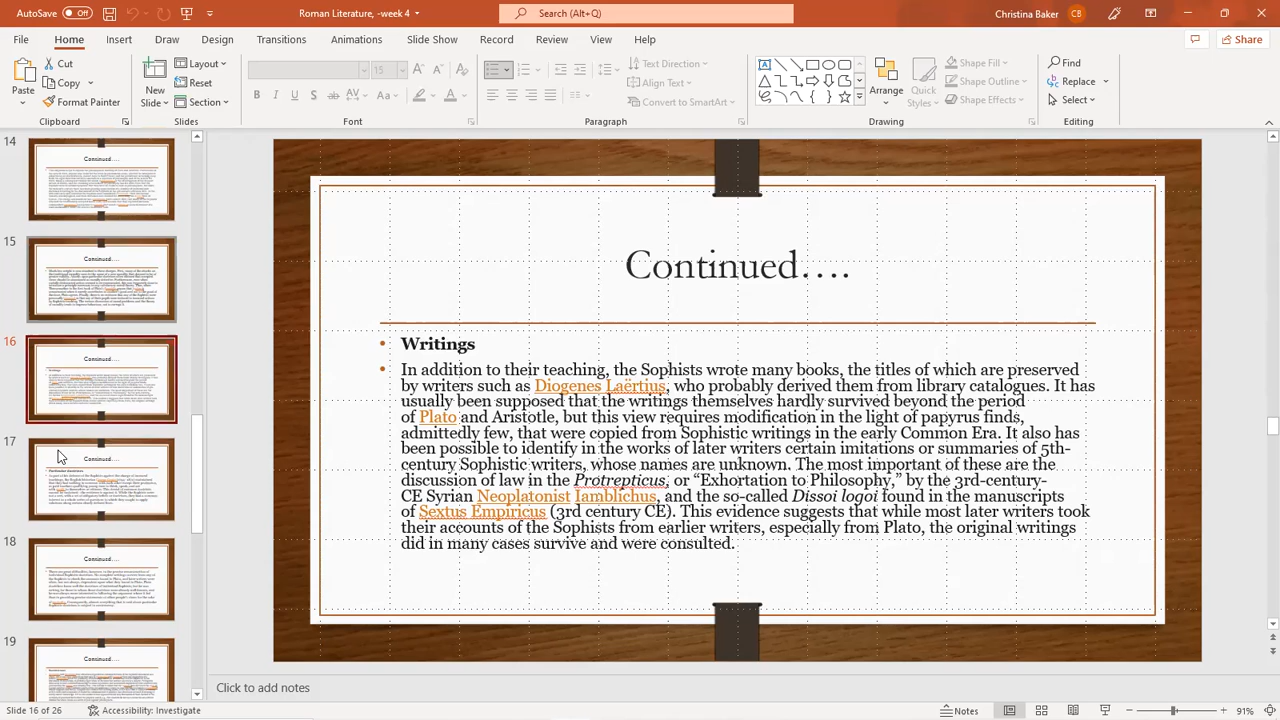 AutoSave Off
Roman Literature, -week 4
Search (Alt+Q)
Christina Baker
CB
File Home Insert Draw Design Transitions Animations Slide Show Record Review View Help
Share
Paste
Cut
Copy
Format Painter
Clipboard
New Slide
Layout
Reset
Section
Slides
15
B I U S ab AV Aa A
Font
Text Direction
Align Text
Convert to SmartArt
Paragraph
Arrange
Quick Styles
Shape Fill
Shape Outline
Shape Effects
Drawing
Find
Replace
Select
Editing
14
Continued....
15
Continued....
16
Continued....
17
Continued....
18
Continued....
19
Continued....
Continued....
• Writings
• In addition to their teaching, the Sophists wrote many books, the titles of which are preserved
by writers such as Diogenes Laërtius, who probably derived them from library catalogues. It has
usually been supposed that the writings themselves hardly survived beyond the period
of Plato and Aristotle, but this view requires modification in the light of papyrus finds,
admittedly few, that were copied from Sophistic writings in the early Common Era. It also has
been possible to identify in the works of later writers certain imitations or summaries of 5th-
century Sophistic writers, whose names are unknown. The most important of these are the
discussion of law in the Protrepticus, or “Exhortation to Philosophy,” by the 3rd-century-
CE Syrian Neoplatonist Iamblichus, and the so-called Dissoi logoi found in the manuscripts
of Sextus Empiricus (3rd century CE). This evidence suggests that while most later writers took
their accounts of the Sophists from earlier writers, especially from Plato, the original writings
did in many cases survive and were consulted.
Click to add notes
Slide 16 of 26
Accessibility: Investigate
Notes
91%